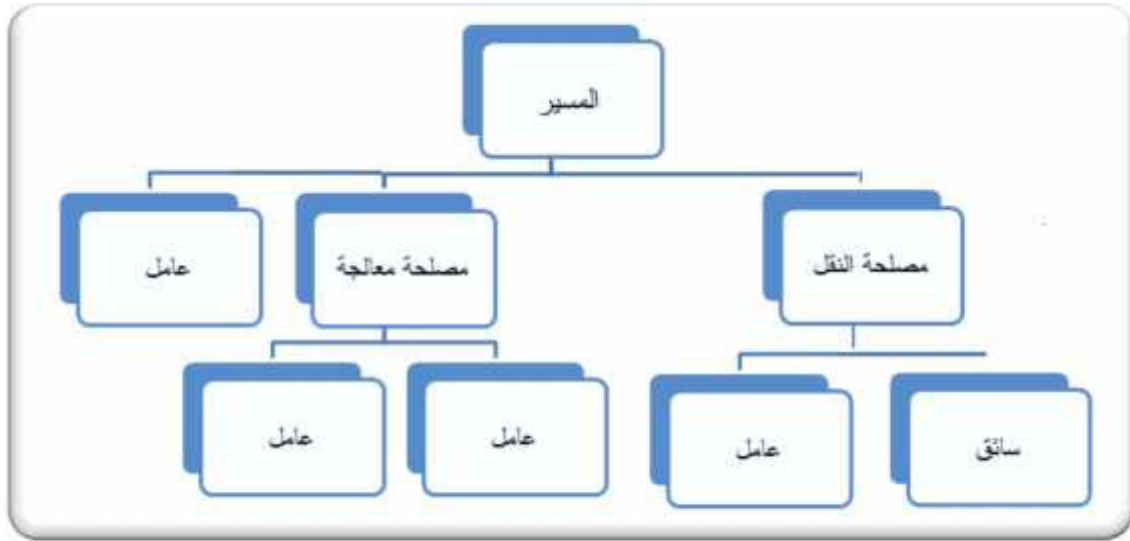 المسير
مصلحة النقل
مصلحة معالجة
عامل
سائق
عامل
عامل
عامل